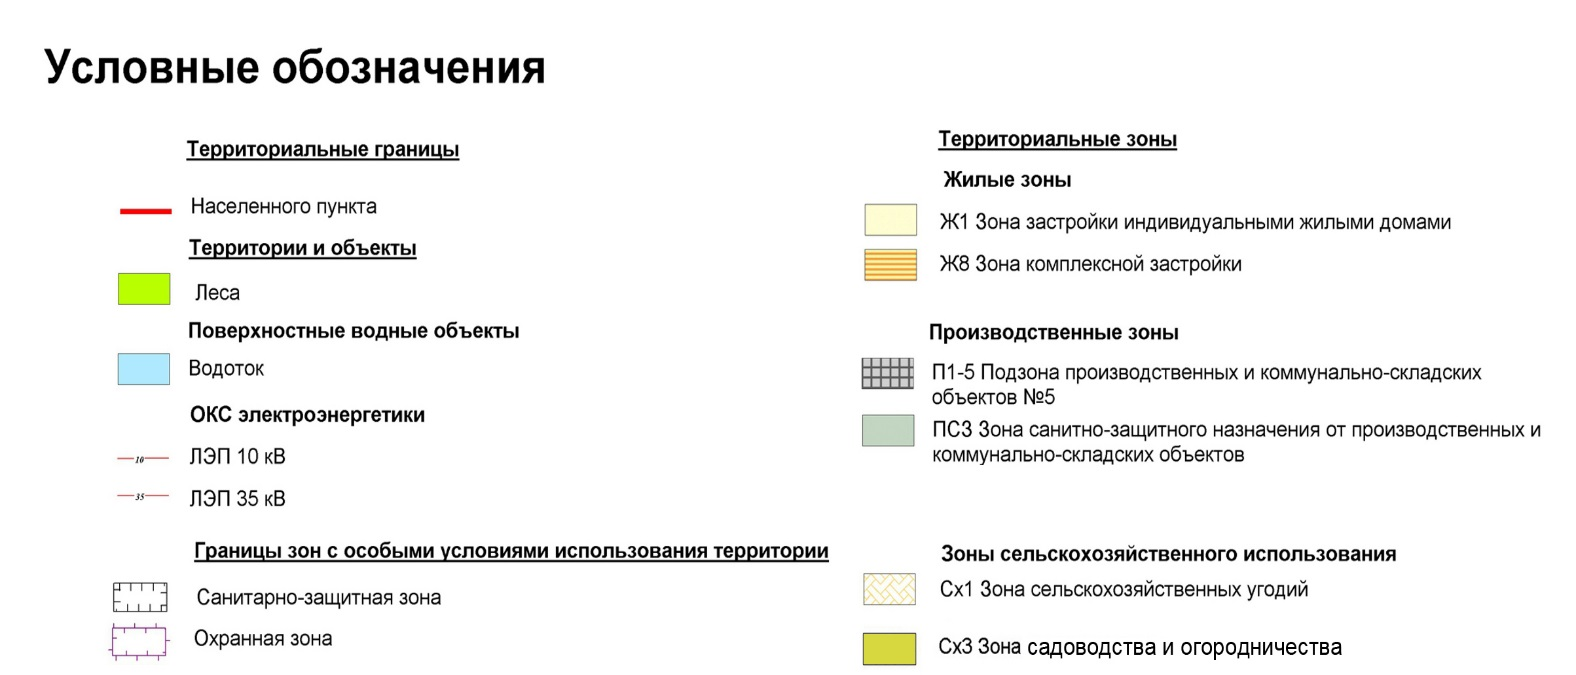 Условные обозначения
Территориальные границы
Населенного пункта
Территории и объекты
Леса
Поверхностные водные объекты
Водоток
ОКС электроэнергетики
10 ЛЭП 10 кВ
35 ЛЭП 35 кВ
Границы зон с особыми условиями использования территории
Санитарно-защитная зона
Охранная зона
Территориальные зоны
Жилые зоны
Ж1 Зона застройки индивидуальными жилыми домами
Ж8 Зона комплексной застройки
Производственные зоны
П1-5 Подзона производственных и коммунально-складских
объектов №5
ПС3 Зона санитно-защитного назначения от производственных и
коммунально-складских объектов
Зоны сельскохозяйственного использования
Сх1 Зона сельскохозяйственных угодий
Сх3 Зона садоводства и огородничества